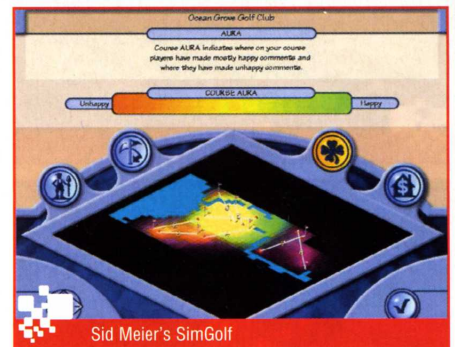 Ocean Grove Golf Club
AURA
Course AURA indicates where on your course
players have made mostly happy comments and
where they have made unhappy comments.
COURSE AURA
Unhappy
Happy
Sid Meier's SimGolf